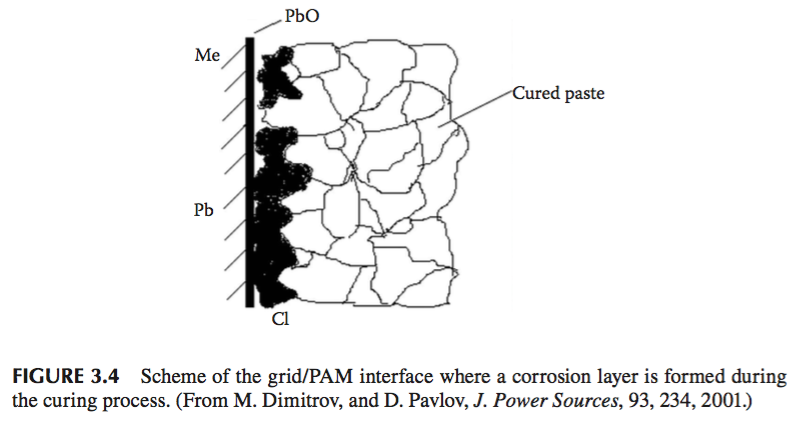 PbO
Me
Cured paste
Pb
Cl
FIGURE 3.4 Scheme of the grid/PAM interface where a corrosion layer is formed during
the curing process. (From M. Dimitrov, and D. Pavlov, J. Power Sources, 93, 234, 2001.)